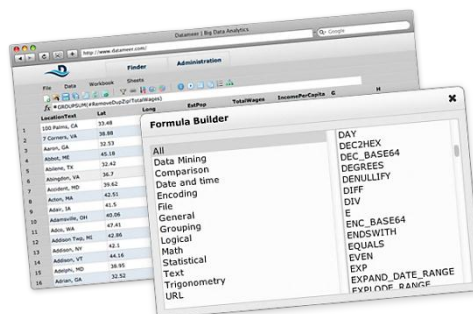 Datameer | Big Data Analytics
http://www.datameer.com/
Google
Finder
Administration
File Data Workbook Sheets
fx =GROUPSUM(#RemoveDupZip!TotalWages)
LocationText Lat Long EstPop TotalWages IncomePerCapita G H
1 100 Palms, CA 33.48
2 7 Corners, VA 38.88
3 Aaron, GA 32.53
4 Abbot, ME 45.18
5 Abilene, TX 32.42
6 Abingdon, VA 36.7
7 Accident, MD 39.62
8 Acton, MA 42.51
9 Adair, IA 41.5
10 Adamsville, OH 40.06
11 Ada, WA 47.41
12 Addison Twp, MI 42.86
13 Addison, NY 42.1
14 Addison, VT 44.16
15 Adelphi, MD 38.95
16 Adrian, GA 32.52
Formula Builder
All
Data Mining
Comparison
Date and time
Encoding
File
General
Grouping
Logical
Math
Statistical
Text
Trigonometry
URL
DAY
DEC2HEX
DEC_BASE64
DEGREES
DENULLIFY
DIFF
DIV
E
ENC_BASE64
ENDSWITH
EQUALS
EVEN
EXP
EXPAND_DATE_RANGE
EXPLODE_RANGE